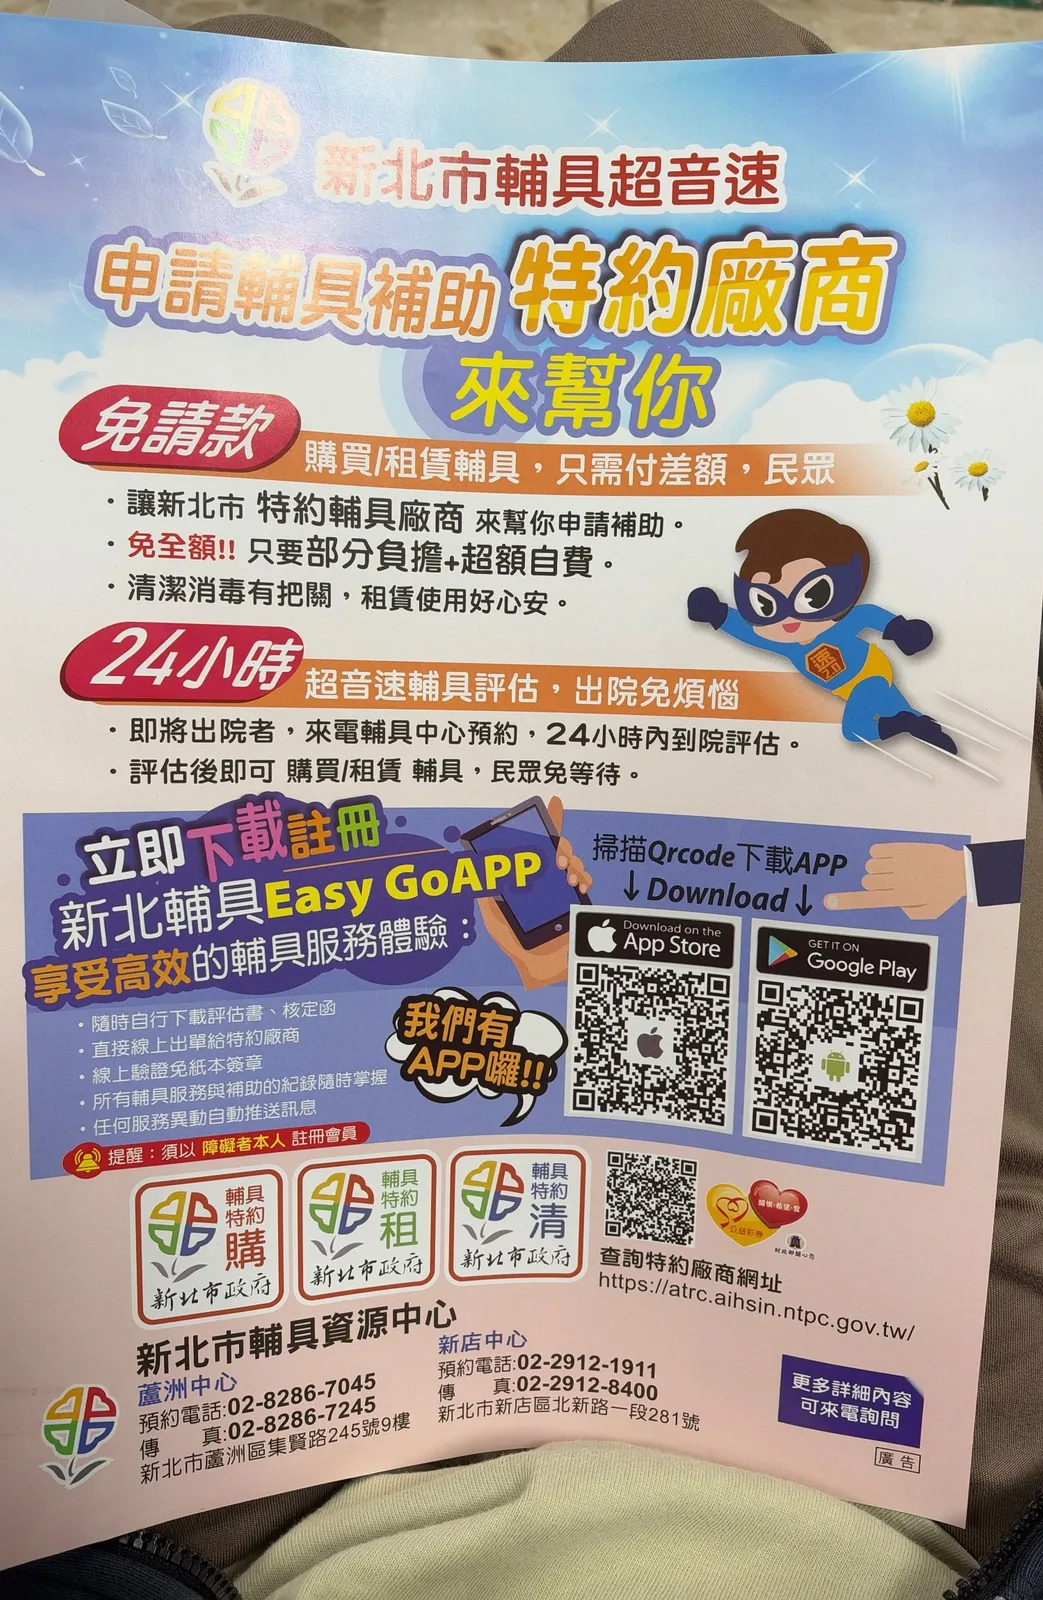 新北市輔具超音速
申請輔具補助 特約廠商
來幫你
免請款 購買/租賃輔具，只需付差額，民眾
・讓新北市 特約輔具廠商 來幫你申請補助。
・免全額!! 只要部分負擔+超額自費。
・清潔消毒有把關，租賃使用好心安。
24小時 超音速輔具評估，出院免煩惱
・即將出院者，來電輔具中心預約，24小時內到院評估。
・評估後即可 購買/租賃 輔具，民眾免等待。
速
2.0
立即下載註冊
新北輔具Easy GoAPP
享受高效的輔具服務體驗：
・隨時自行下載評估書、核定函
・直接線上出單給特約廠商
・線上驗證免紙本簽章
・所有輔具服務與補助的紀錄隨時掌握
・任何服務異動自動推送訊息
提醒：須以 障礙者本人 註冊會員
我們有
APP囉!!
掃描Qrcode下載APP
↓Download↓
Download on the
App Store
GET IT ON
Google Play
輔具
特約
購
新北市政府
輔具
特約
租
新北市政府
輔具
特約
清
新北市政府
公益彩券
查詢特約廠商網址
https://atrc.aihsin.ntpc.gov.tw/
新北市輔具資源中心
蘆洲中心
預約電話:02-8286-7045
傳　　真:02-8286-7245
新北市蘆洲區集賢路245號9樓
新店中心
預約電話:02-2912-1911
傳　　真:02-2912-8400
新北市新店區北新路一段281號
更多詳細內容
可來電詢問
廣告